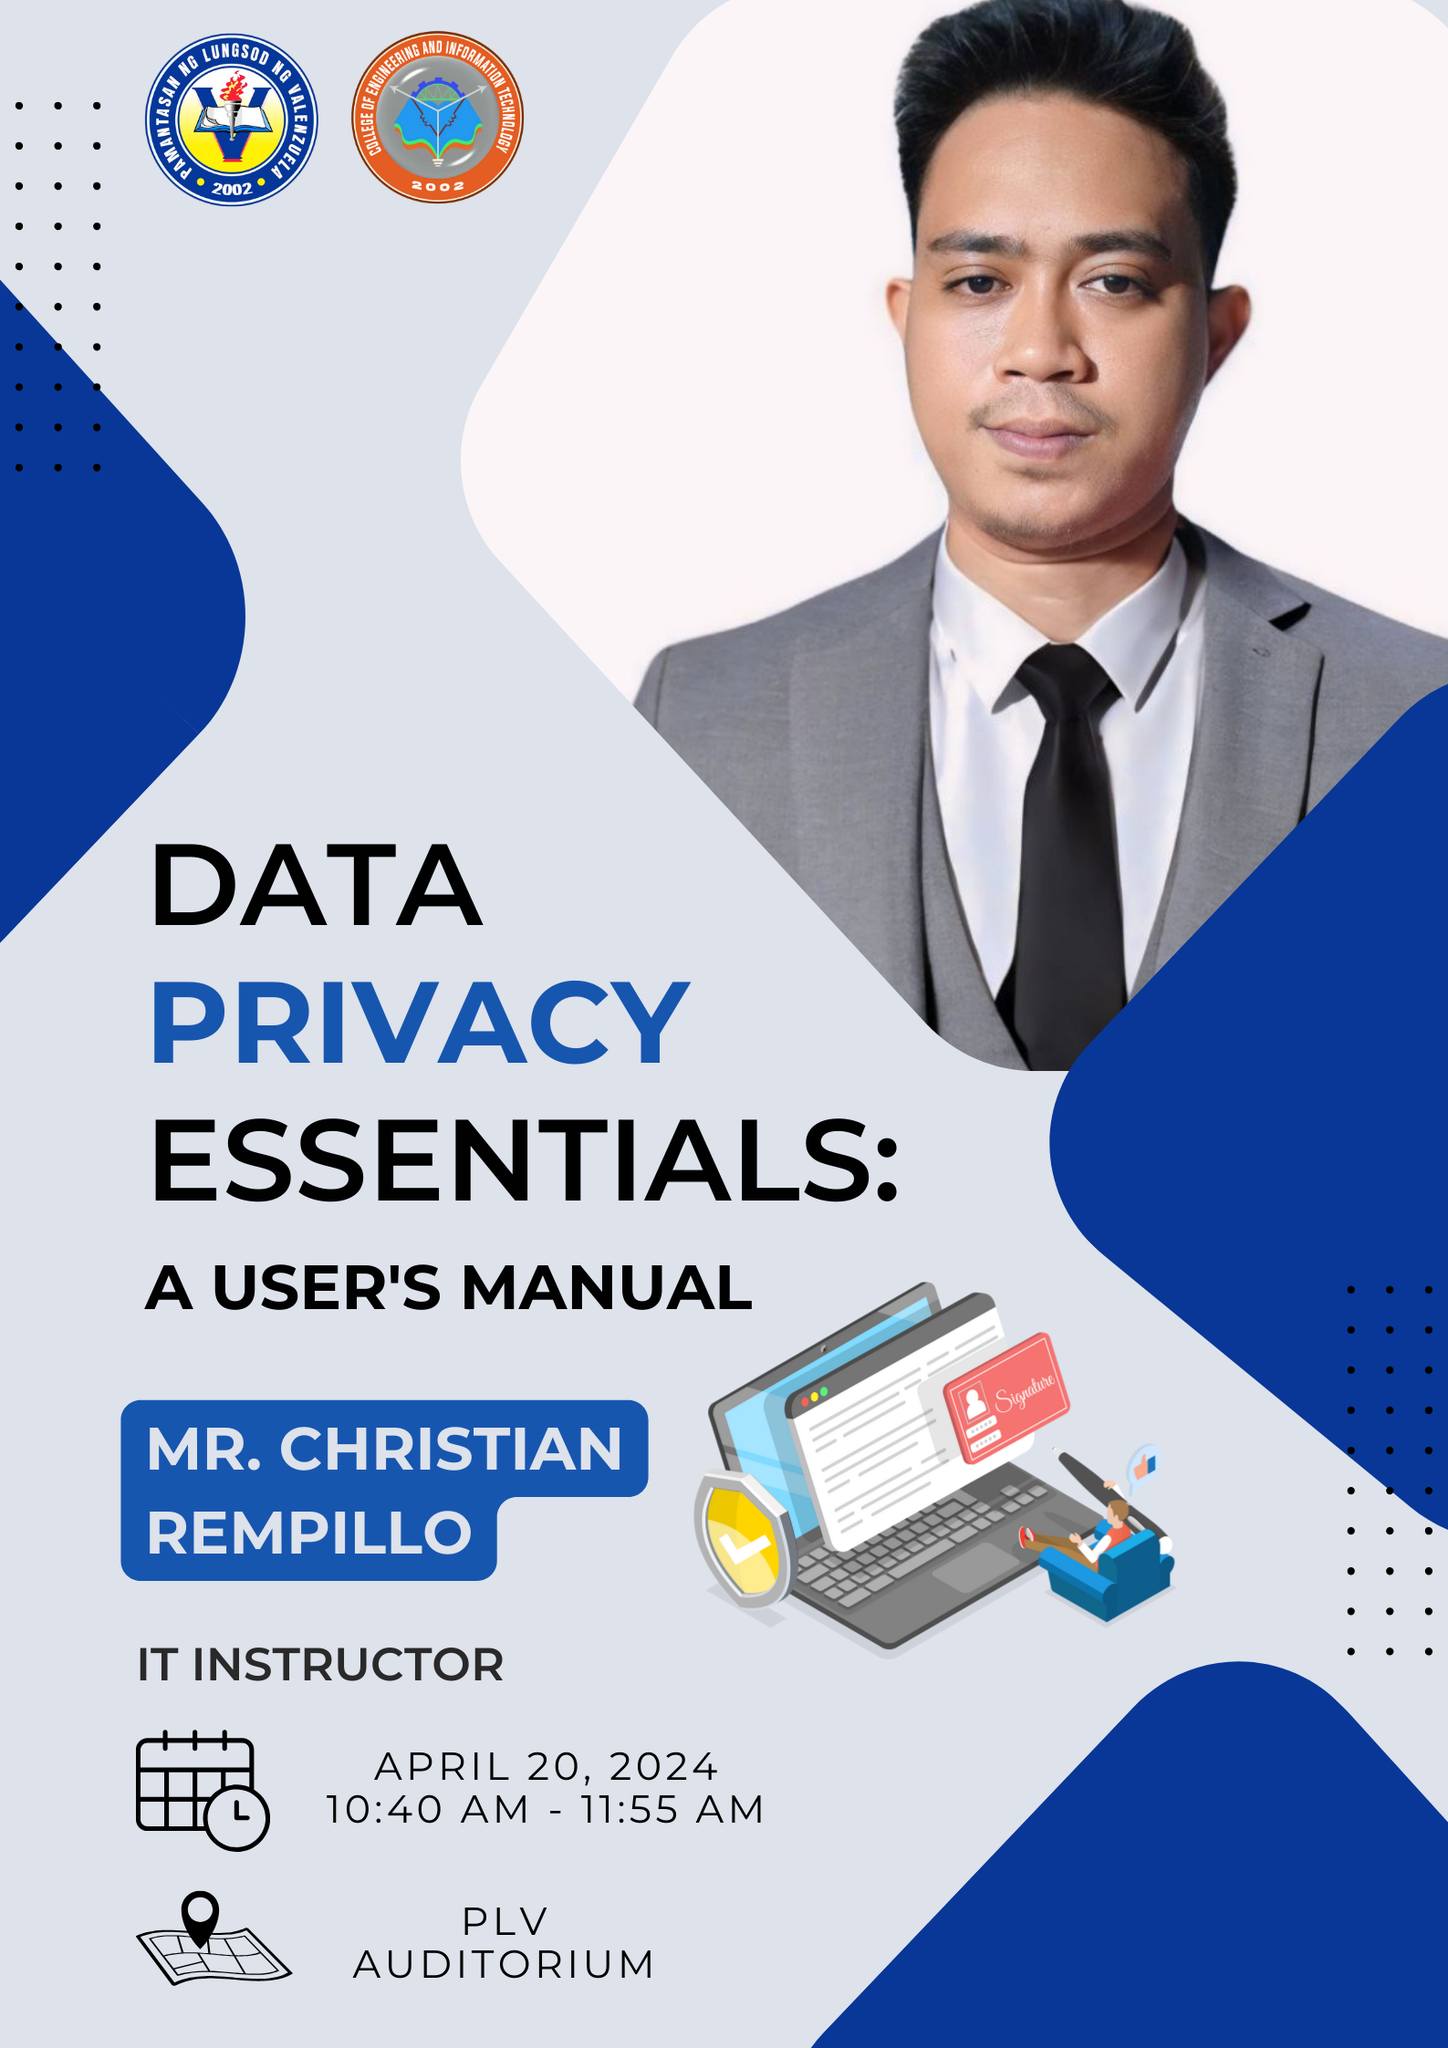 PAMANTASAN NG LUNGSOD NG VALENZUELA
2002
COLLEGE OF ENGINEERING AND INFORMATION TECHNOLOGY
2002
DATA
PRIVACY
ESSENTIALS:
A USER'S MANUAL
Signature
MR. CHRISTIAN
REMPILLO
IT INSTRUCTOR
APRIL 20, 2024
10:40 AM - 11:55 AM
PLV
AUDITORIUM